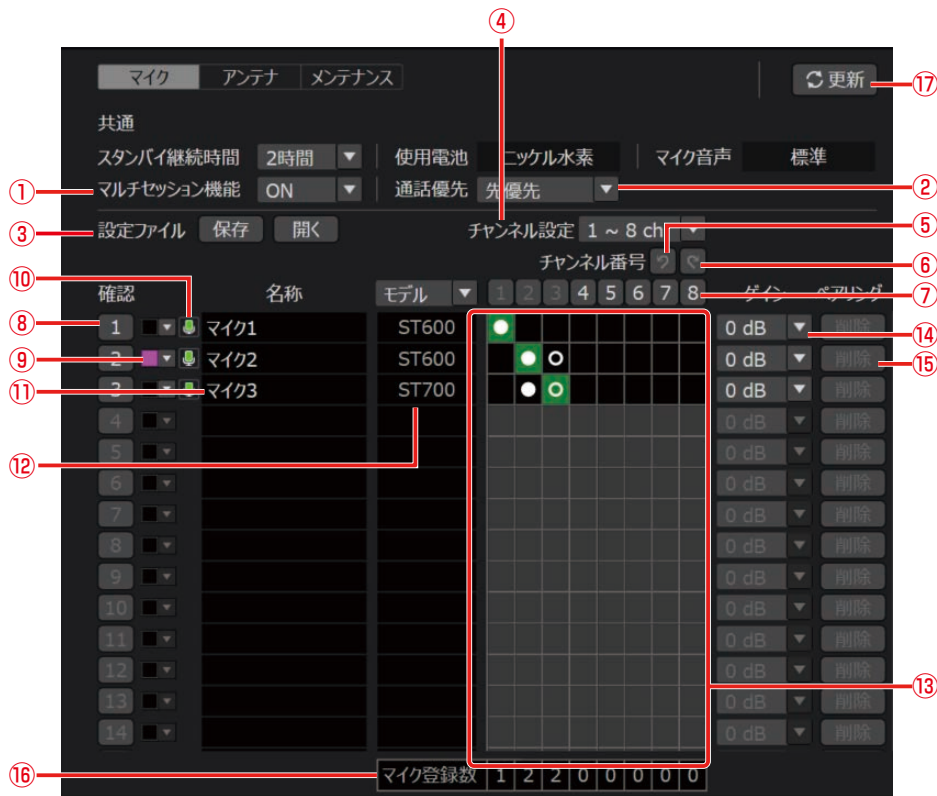 ④
マイク アンテナ メンテナンス 更新 ⑰
共通
スタンバイ継続時間 2時間 使用電池 ニッケル水素 マイク音声 標準
① マルチセッション機能 ON 通話優先 先優先 ②
③ 設定ファイル 保存 開く チャンネル設定 1 ~ 8 ch ⑤
⑩ チャンネル番号 ⑥
確認 名称 モデル 1 2 3 4 5 6 7 8 ⑦ ゲイン ペアリング
⑧ 1 マイク1 ST600 0 dB 削除 ⑭
⑨ 2 マイク2 ST600 0 dB 削除 ⑮
⑪ 3 マイク3 ST700 0 dB 削除
4 0 dB 削除
⑫ 5 0 dB 削除
6 0 dB 削除
7 0 dB 削除
8 0 dB 削除
9 0 dB 削除
10 0 dB 削除
11 0 dB 削除
12 0 dB 削除 ⑬
13 0 dB 削除
14 0 dB 削除
⑯ マイク登録数 1 2 2 0 0 0 0 0